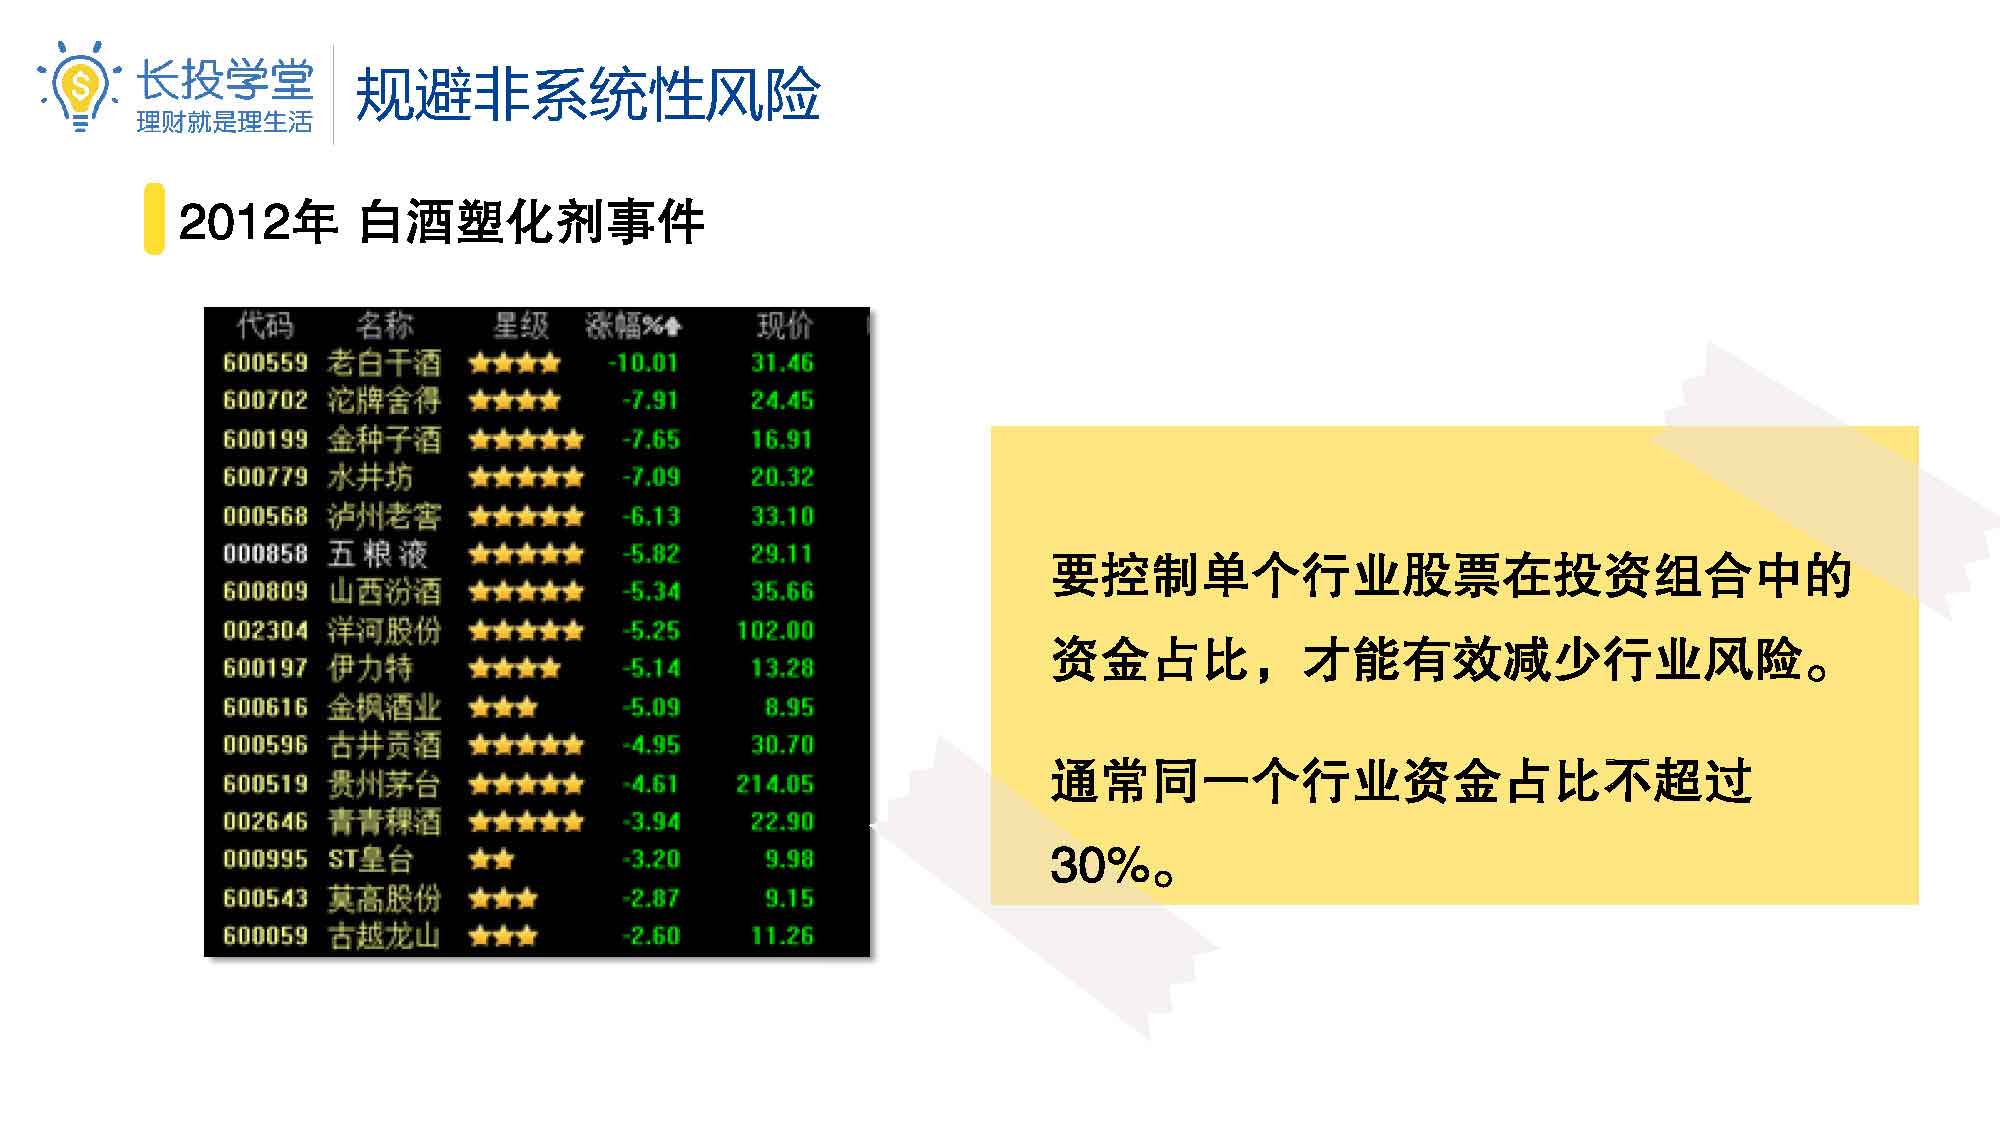 长投学堂
理财就是理生活
规避非系统性风险
2012年 白酒塑化剂事件
代码 名称 星级 涨幅% 现价
600559 老白干酒 -10.01 31.46
600702 沱牌舍得 -7.91 24.45
600199 金种子酒 -7.65 16.91
600779 水井坊 -7.09 20.32
000568 泸州老窖 -6.13 33.10
000858 五粮液 -5.82 29.11
600809 山西汾酒 -5.34 35.66
002304 洋河股份 -5.25 102.00
600197 伊力特 -5.14 13.28
600616 金枫酒业 -5.09 8.95
000596 古井贡酒 -4.95 30.70
600519 贵州茅台 -4.61 214.05
002646 青青稞酒 -3.94 22.90
000995 ST皇台 -3.20 9.98
600543 莫高股份 -2.87 9.15
600059 古越龙山 -2.60 11.26
要控制单个行业股票在投资组合中的
资金占比，才能有效减少行业风险。
通常同一个行业资金占比不超过
30%。